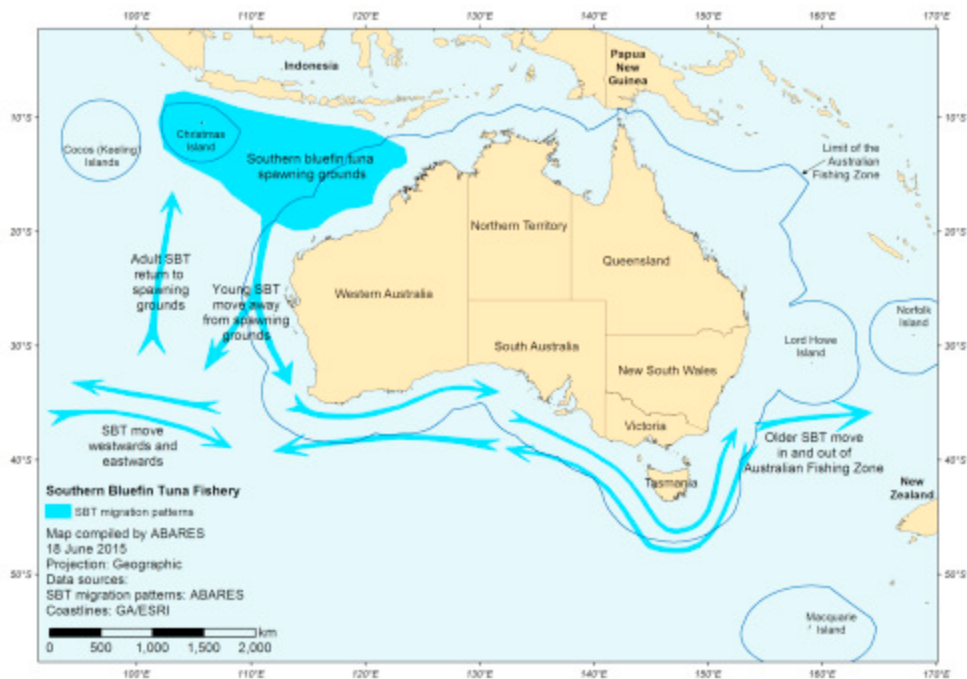 100°E 110°E 120°E 130°E 140°E 150°E 160°E 170°E
Indonesia
Papua
New
Guinea
10°S
10°S
Cocos (Keeling)
Islands
Christmas
Island
Southern bluefin tuna
spawning grounds
Limit of the
Australian
Fishing Zone
20°S
20°S
Northern Territory
Queensland
Western Australia
Adult SBT
return to
spawning
grounds
Young SBT
move away
from spawning
grounds
Norfolk
Island
30°S
30°S
South Australia
Lord Howe
Island
New South Wales
Victoria
SBT move
westwards and
eastwards
Older SBT move
in and out of
Australian Fishing Zone
40°S
40°S
Tasmania
New
Zealand
Southern Bluefin Tuna Fishery
SBT migration patterns
Map compiled by ABARES
18 June 2015
Projection: Geographic
Data sources:
SBT migration patterns: ABARES
Coastlines: GA/ESRI
50°S
50°S
km
0 500 1,000 1,500 2,000
Macquarie
Island
100°E 110°E 120°E 130°E 140°E 150°E 160°E 170°E